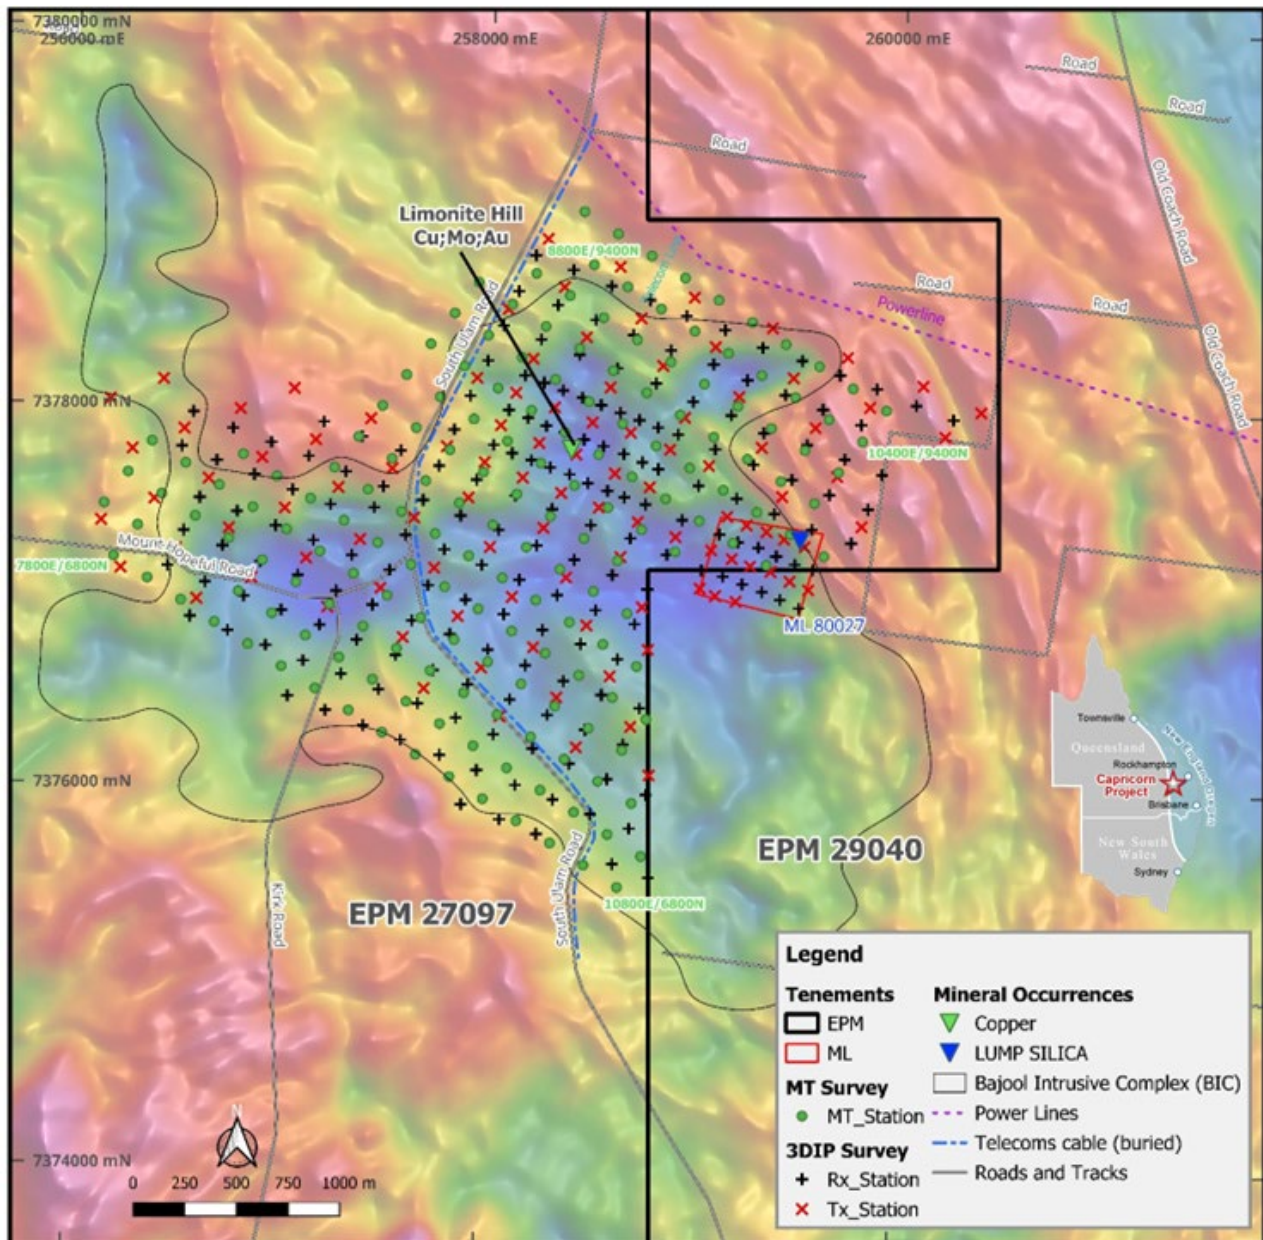 7380000 mN
256000 mE
258000 mE
260000 mE
Road
Road
Road
Old Coach Road
Limonite Hill
Cu;Mo;Au
8800E/9400N
Road
Powerline
Road
South Ulam Road
Old Coach Road
7378000 mN
10400E/9400N
Mount Hopeful Road
7800E/6800N
ML 80027
Townsville
Queensland
New England Orogen
Rockhampton
Capricorn
Project
Brisbane
New South
Wales
Sydney
7376000 mN
EPM 29040
South Ulam Road
Kirk Road
EPM 27097
10800E/6800N
7374000 mN
N
0 250 500 750 1000 m
Legend
Tenements
EPM
ML
MT Survey
MT_Station
3DIP Survey
Rx_Station
Tx_Station
Mineral Occurrences
Copper
LUMP SILICA
Bajool Intrusive Complex (BIC)
Power Lines
Telecoms cable (buried)
Roads and Tracks